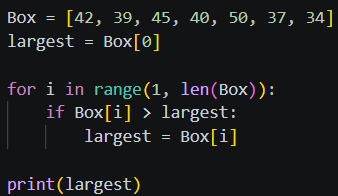 Box = [42, 39, 45, 40, 50, 37, 34]
largest = Box[0]

for i in range(1, len(Box)):
    if Box[i] > largest:
        largest = Box[i]

print(largest)